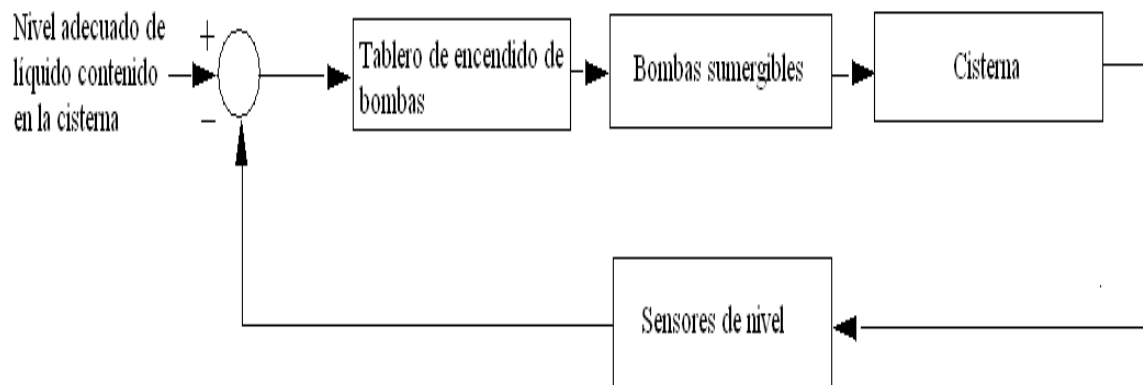 Nivel adecuado de
líquido contenido
en la cisterna
+
−
Tablero de encendido de
bombas
Bombas sumergibles
Cisterna
Sensores de nivel